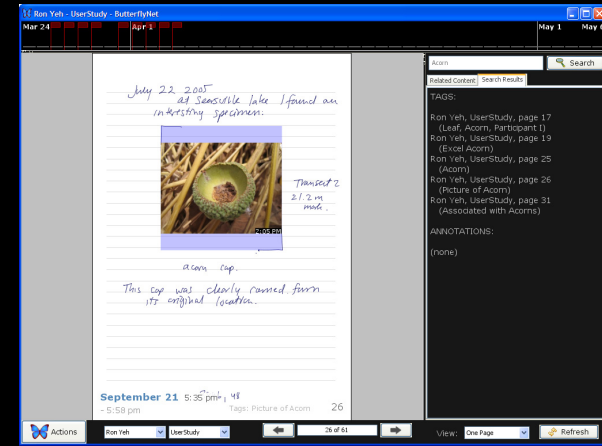 Ron Yeh - UserStudy - ButterflyNet
Mar 24 Apr 1 May 1 May 6
Acorn Search
Related Content Search Results
TAGS:
Ron Yeh, UserStudy, page 17
(Leaf, Acorn, Participant I)
Ron Yeh, UserStudy, page 19
(Excel Acorn)
Ron Yeh, UserStudy, page 25
(Acorn)
Ron Yeh, UserStudy, page 26
(Picture of Acorn)
Ron Yeh, UserStudy, page 31
(Associated with Acorns)
ANNOTATIONS:
(none)
July 22 2005
at Searsville lake I found an
interesting specimen:
Transect 2
21.2 m
mark.
2:05 PM
acorn cap.
This cap was clearly carried from
its original location.
September 21 5:35 pm
- 5:58 pm
48
Tags: Picture of Acorn 26
Actions Ron Yeh UserStudy 26 of 61 View: One Page Refresh